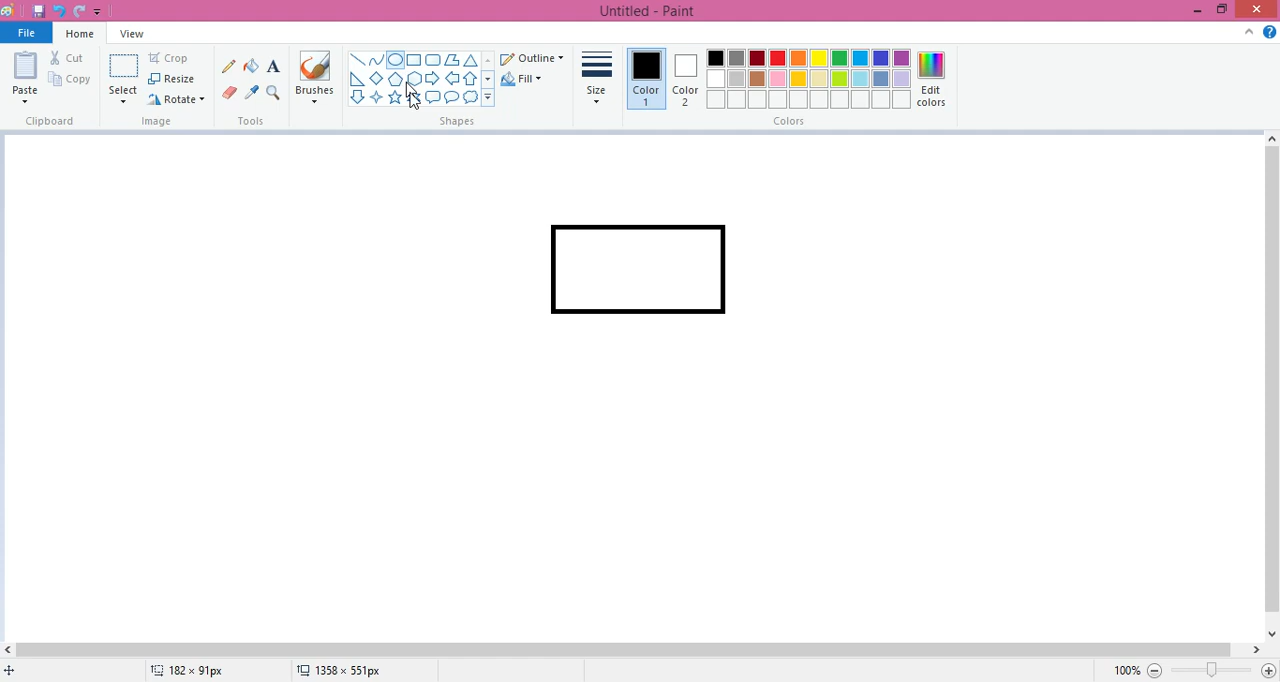 Untitled - Paint
File Home View
Paste
Cut
Copy
Clipboard
Select
Crop
Resize
Rotate
Image
A
Tools
Brushes
Outline
Fill
Shapes
Size
Color 1
Color 2
Edit colors
Colors
182 × 91px
1358 × 551px
100%